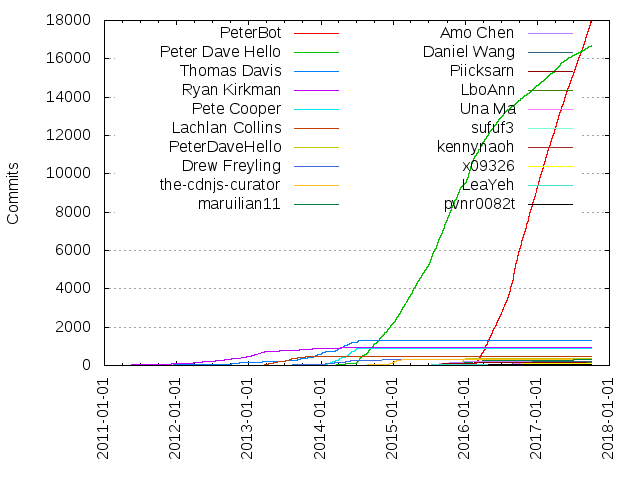 18000
16000
14000
12000
10000
8000
6000
4000
2000
0
Commits
PeterBot
Peter Dave Hello
Thomas Davis
Ryan Kirkman
Pete Cooper
Lachlan Collins
PeterDaveHello
Drew Freyling
the-cdnjs-curator
maruilian11
Amo Chen
Daniel Wang
Piicksarn
LboAnn
Una Ma
sufuf3
kennynaoh
x09326
LeaYeh
pvnr0082t
2011-01-01
2012-01-01
2013-01-01
2014-01-01
2015-01-01
2016-01-01
2017-01-01
2018-01-01